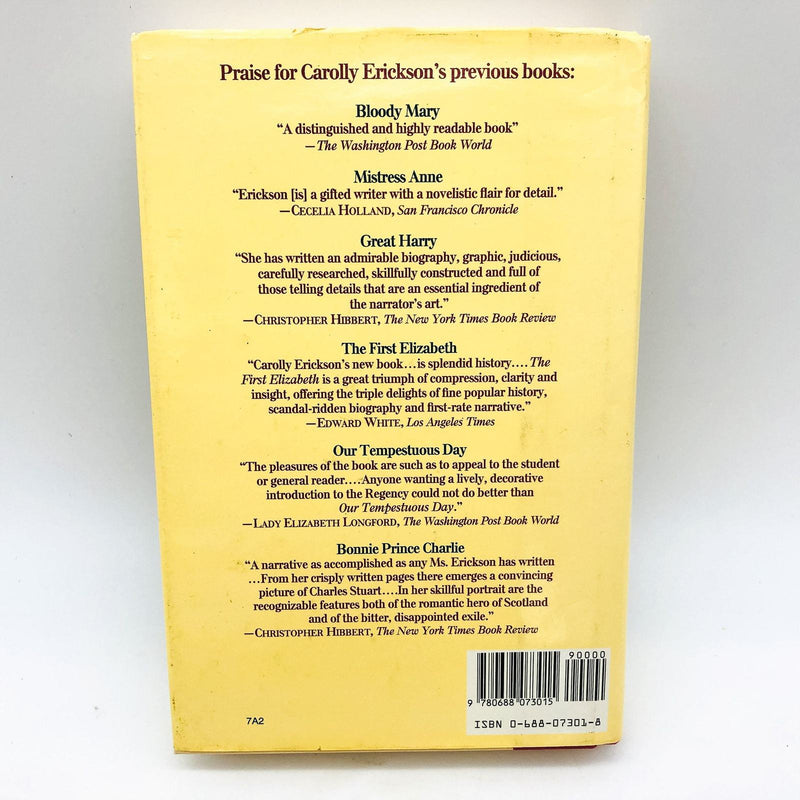 Praise for Carolly Erickson's previous books:
Bloody Mary
“A distinguished and highly readable book”
—The Washington Post Book World
Mistress Anne
“Erickson [is] a gifted writer with a novelistic flair for detail.”
—CECELIA HOLLAND, San Francisco Chronicle
Great Harry
“She has written an admirable biography, graphic, judicious,
carefully researched, skillfully constructed and full of
those telling details that are an essential ingredient of
the narrator's art.”
—CHRISTOPHER HIBBERT, The New York Times Book Review
The First Elizabeth
“Carolly Erickson's new book...is splendid history.... The
First Elizabeth is a great triumph of compression, clarity and
insight, offering the triple delights of fine popular history,
scandal-ridden biography and first-rate narrative.”
—EDWARD WHITE, Los Angeles Times
Our Tempestuous Day
“The pleasures of the book are such as to appeal to the student
or general reader....Anyone wanting a lively, decorative
introduction to the Regency could not do better than
Our Tempestuous Day.”
—LADY ELIZABETH LONGFORD, The Washington Post Book World
Bonnie Prince Charlie
“A narrative as accomplished as any Ms. Erickson has written
...From her crisply written pages there emerges a convincing
picture of Charles Stuart....In her skillful portrait are the
recognizable features both of the romantic hero of Scotland
and of the bitter, disappointed exile.”
—CHRISTOPHER HIBBERT, The New York Times Book Review
90000
9 780688 073015
ISBN 0-688-07301-8
7A2